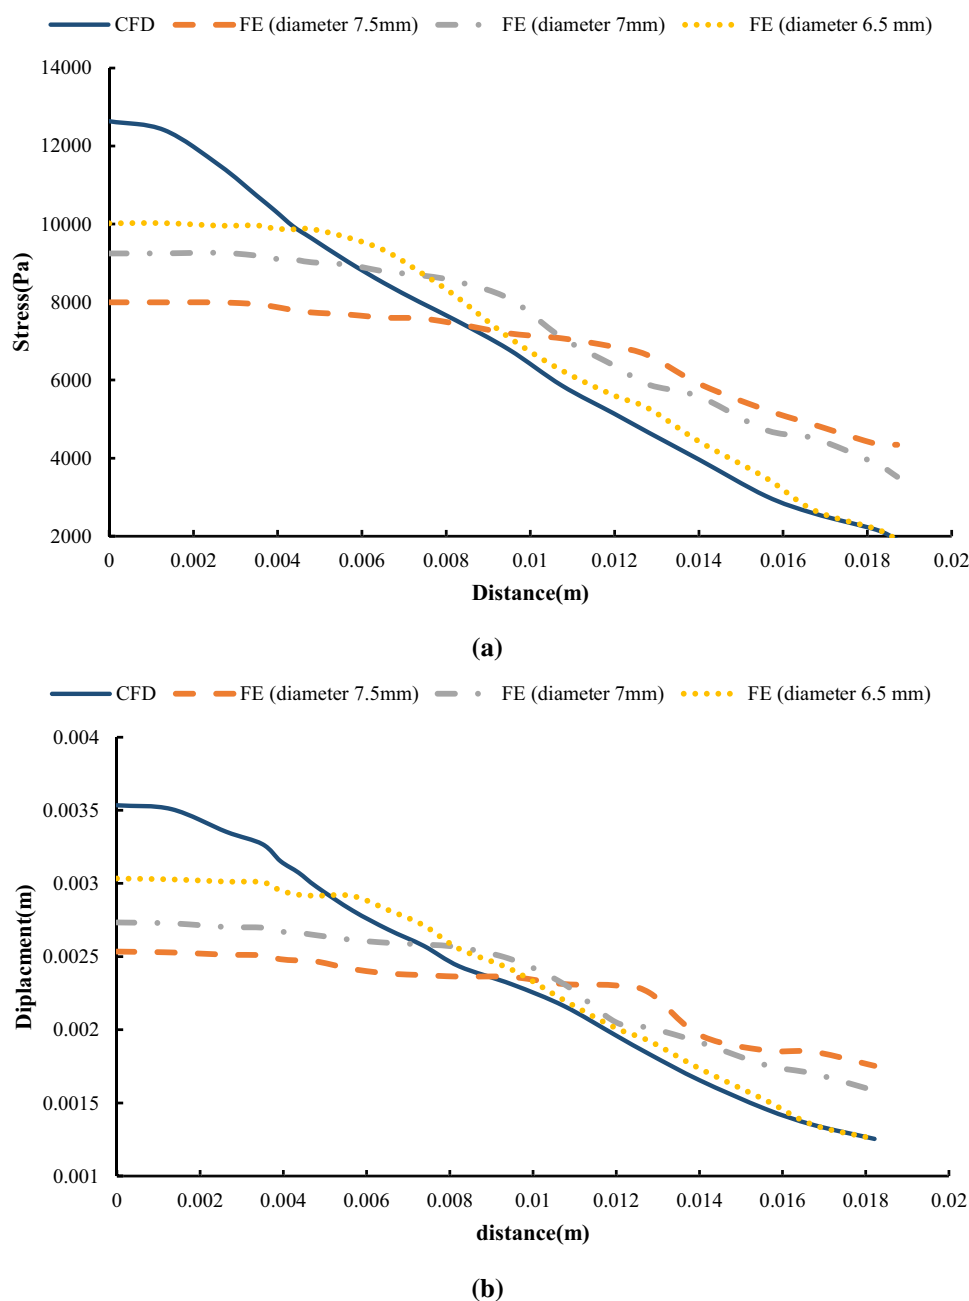 CFD FE (diameter 7.5mm) FE (diameter 7mm) FE (diameter 6.5 mm)
14000
12000
10000
8000
6000
4000
2000
Stress(Pa)
0 0.002 0.004 0.006 0.008 0.01 0.012 0.014 0.016 0.018 0.02
Distance(m)
(a)
CFD FE (diameter 7.5mm) FE (diameter 7mm) FE (diameter 6.5 mm)
0.004
0.0035
0.003
0.0025
0.002
0.0015
0.001
Diplacment(m)
0 0.002 0.004 0.006 0.008 0.01 0.012 0.014 0.016 0.018 0.02
distance(m)
(b)